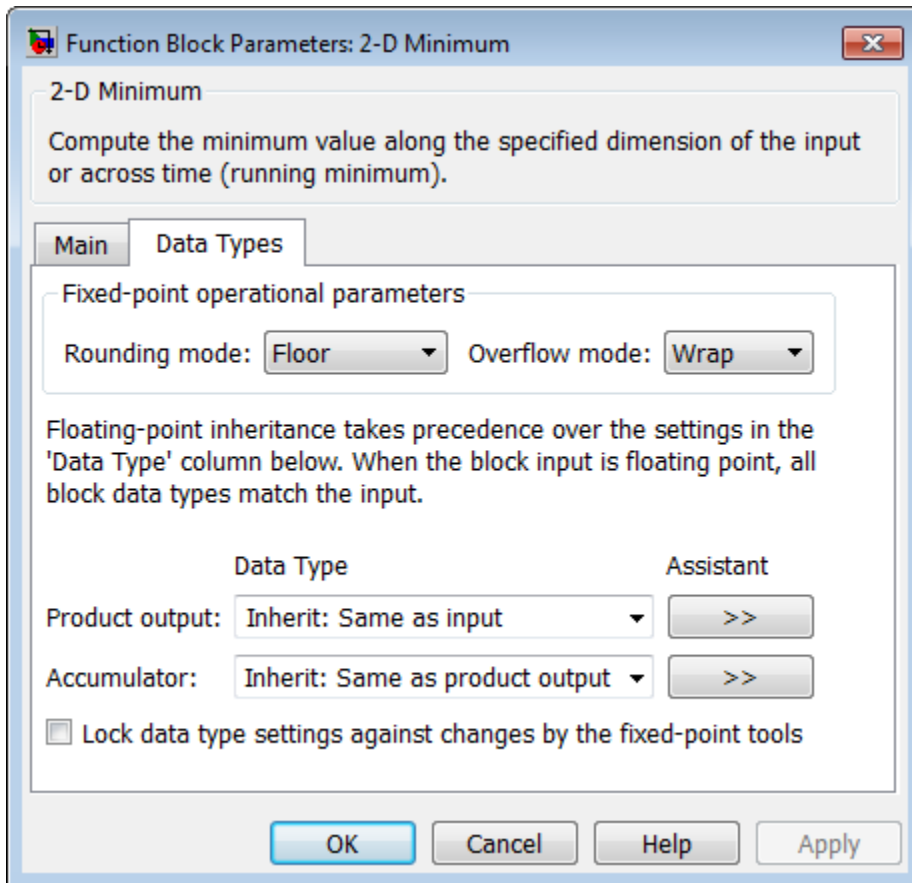 Function Block Parameters: 2-D Minimum
2-D Minimum
Compute the minimum value along the specified dimension of the input
or across time (running minimum).
Main Data Types
Fixed-point operational parameters
Rounding mode: Floor Overflow mode: Wrap
Floating-point inheritance takes precedence over the settings in the
'Data Type' column below. When the block input is floating point, all
block data types match the input.
Data Type Assistant
Product output: Inherit: Same as input >>
Accumulator: Inherit: Same as product output >>
Lock data type settings against changes by the fixed-point tools
OK Cancel Help Apply